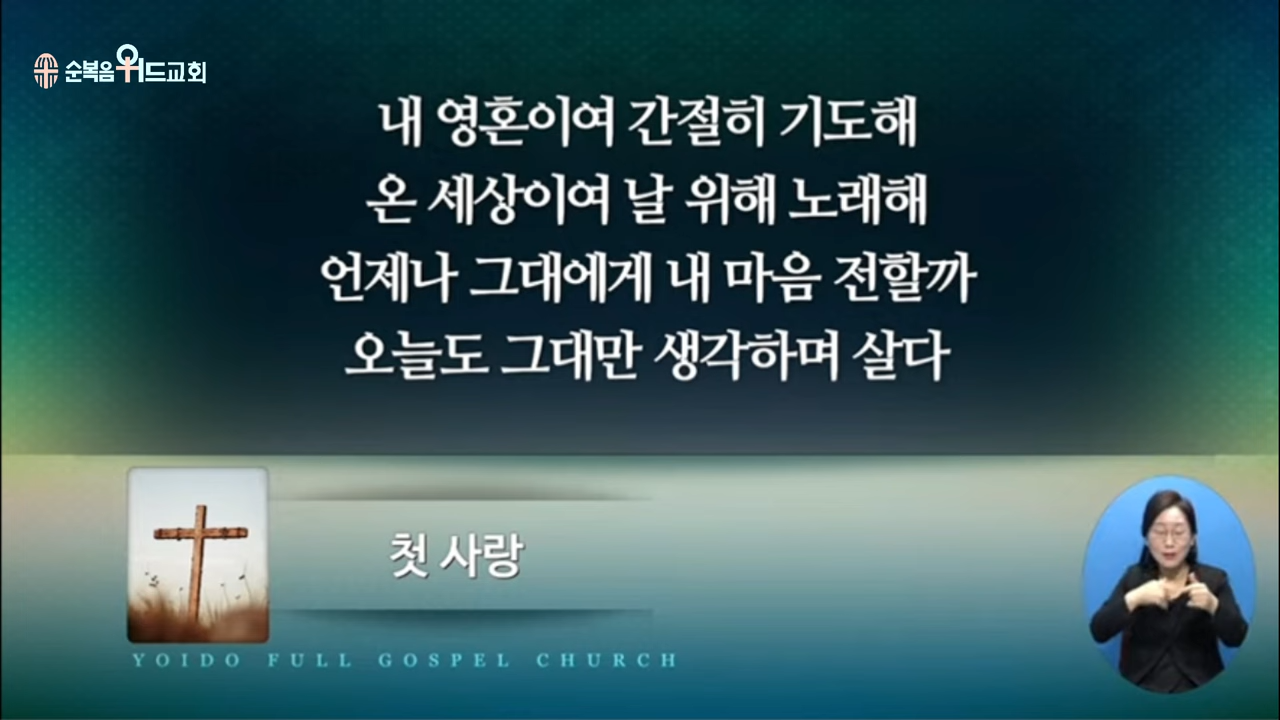 순복음위드교회
내 영혼이여 간절히 기도해
온 세상이여 날 위해 노래해
언제나 그대에게 내 마음 전할까
오늘도 그대만 생각하며 살다
첫 사랑
YOIDO FULL GOSPEL CHURCH